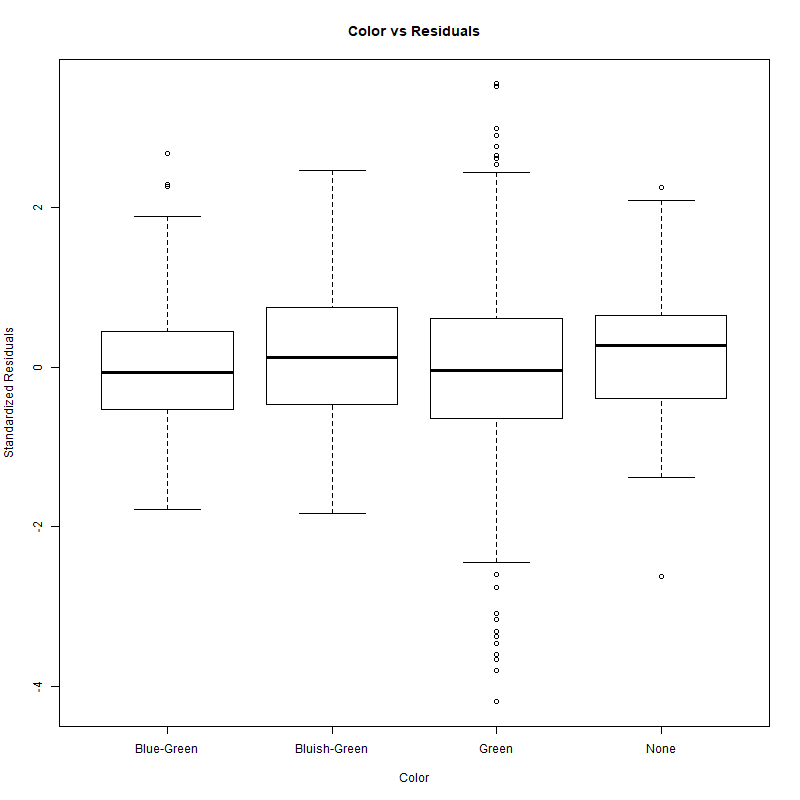 Color vs Residuals
Standardized Residuals
2
0
-2
-4
Blue-Green Bluish-Green Green None
Color